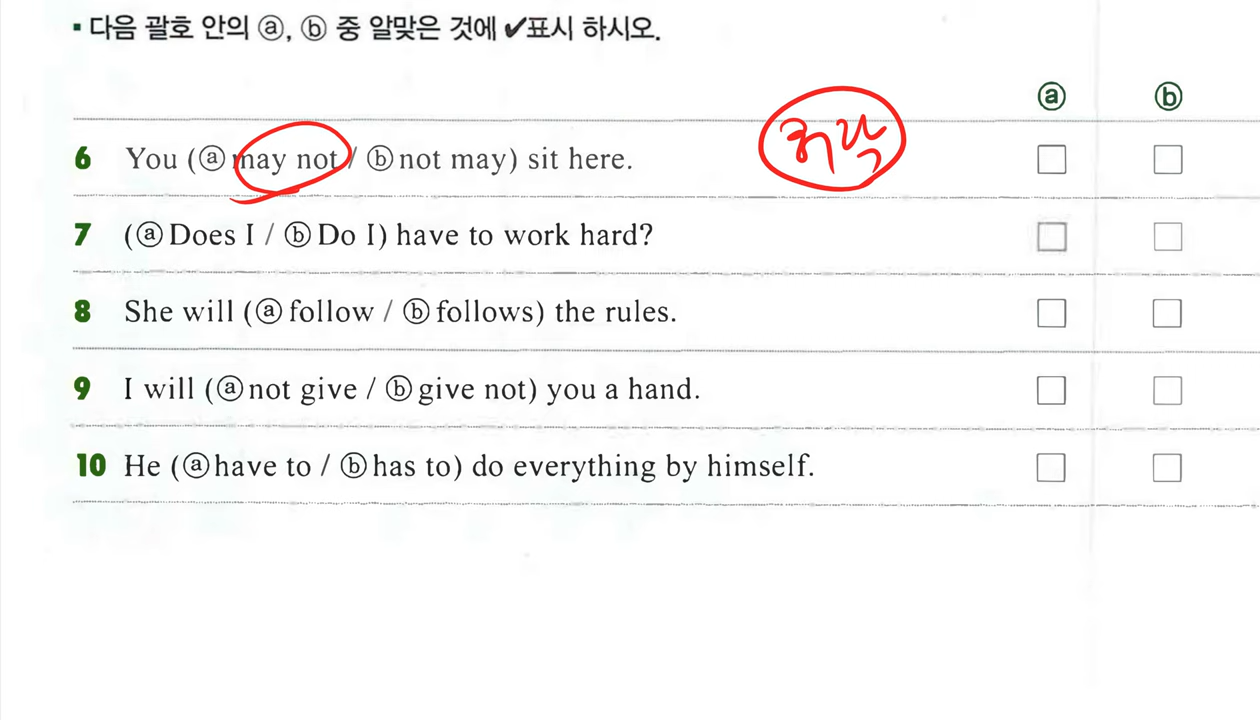 ▪ 다음 괄호 안의 ⓐ, ⓑ 중 알맞은 것에 ✔표시 하시오.
ⓐ ⓑ
6 You (ⓐ may not / ⓑ not may) sit here. □ □
7 (ⓐ Does I / ⓑ Do I) have to work hard? □ □
8 She will (ⓐ follow / ⓑ follows) the rules. □ □
9 I will (ⓐ not give / ⓑ give not) you a hand. □ □
10 He (ⓐ have to / ⓑ has to) do everything by himself. □ □